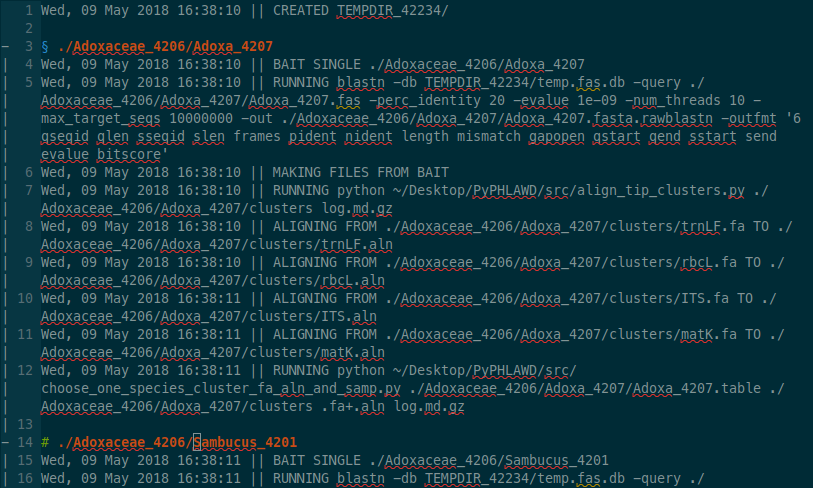 1 Wed, 09 May 2018 16:38:10 || CREATED TEMPDIR_42234/
2
3 § ./Adoxaceae_4206/Adoxa_4207
4 Wed, 09 May 2018 16:38:10 || BAIT SINGLE ./Adoxaceae_4206/Adoxa_4207
5 Wed, 09 May 2018 16:38:10 || RUNNING blastn -db TEMPDIR_42234/temp.fas.db -query ./
Adoxaceae_4206/Adoxa_4207/Adoxa_4207.fas -perc_identity 20 -evalue 1e-09 -num_threads 10 -
max_target_seqs 10000000 -out ./Adoxaceae_4206/Adoxa_4207/Adoxa_4207.fasta.rawblastn -outfmt '6
qseqid qlen sseqid slen frames pident nident length mismatch gapopen qstart qend sstart send
evalue bitscore'
6 Wed, 09 May 2018 16:38:10 || MAKING FILES FROM BAIT
7 Wed, 09 May 2018 16:38:10 || RUNNING python ~/Desktop/PyPHLAWD/src/align_tip_clusters.py ./
Adoxaceae_4206/Adoxa_4207/clusters log.md.gz
8 Wed, 09 May 2018 16:38:10 || ALIGNING FROM ./Adoxaceae_4206/Adoxa_4207/clusters/trnLF.fa TO ./
Adoxaceae_4206/Adoxa_4207/clusters/trnLF.aln
9 Wed, 09 May 2018 16:38:10 || ALIGNING FROM ./Adoxaceae_4206/Adoxa_4207/clusters/rbcL.fa TO ./
Adoxaceae_4206/Adoxa_4207/clusters/rbcL.aln
10 Wed, 09 May 2018 16:38:11 || ALIGNING FROM ./Adoxaceae_4206/Adoxa_4207/clusters/ITS.fa TO ./
Adoxaceae_4206/Adoxa_4207/clusters/ITS.aln
11 Wed, 09 May 2018 16:38:11 || ALIGNING FROM ./Adoxaceae_4206/Adoxa_4207/clusters/matK.fa TO ./
Adoxaceae_4206/Adoxa_4207/clusters/matK.aln
12 Wed, 09 May 2018 16:38:11 || RUNNING python ~/Desktop/PyPHLAWD/src/
choose_one_species_cluster_fa_aln_and_samp.py ./Adoxaceae_4206/Adoxa_4207/Adoxa_4207.table ./
Adoxaceae_4206/Adoxa_4207/clusters .fa+.aln log.md.gz
13
14 # ./Adoxaceae_4206/Sambucus_4201
15 Wed, 09 May 2018 16:38:11 || BAIT SINGLE ./Adoxaceae_4206/Sambucus_4201
16 Wed, 09 May 2018 16:38:11 || RUNNING blastn -db TEMPDIR_42234/temp.fas.db -query ./